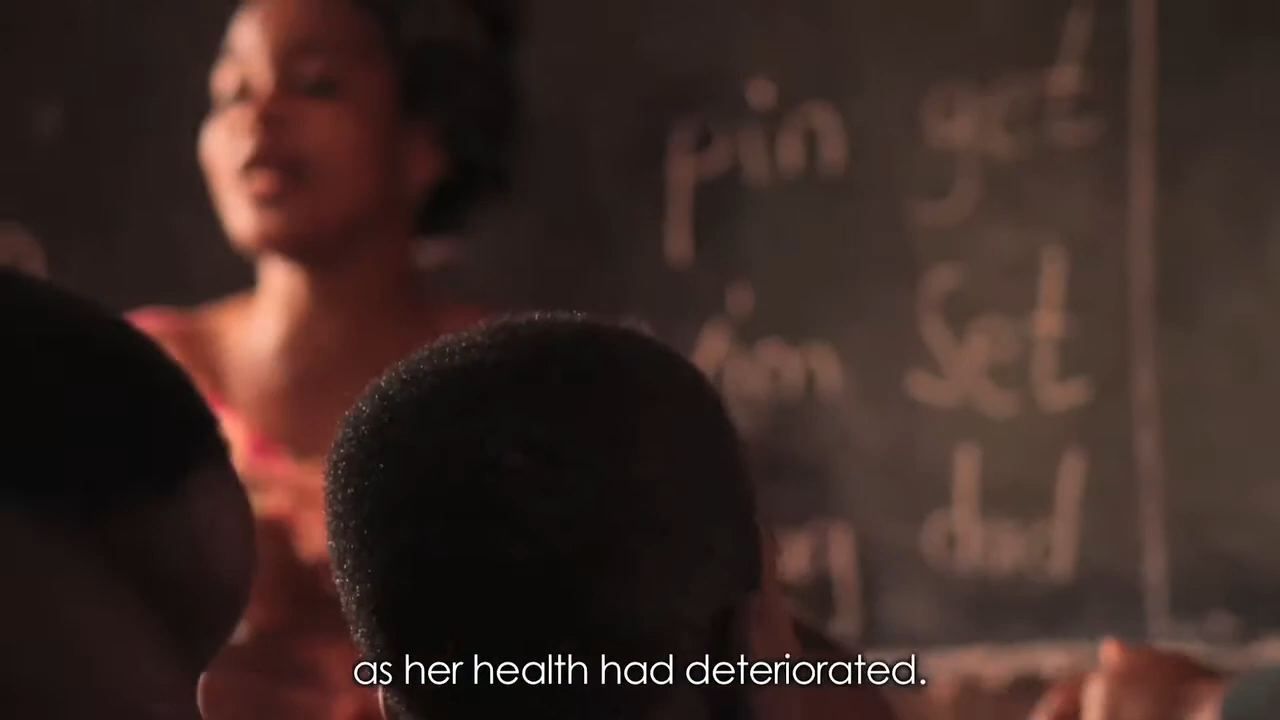 pin get
Set
dad
as her health had deteriorated.